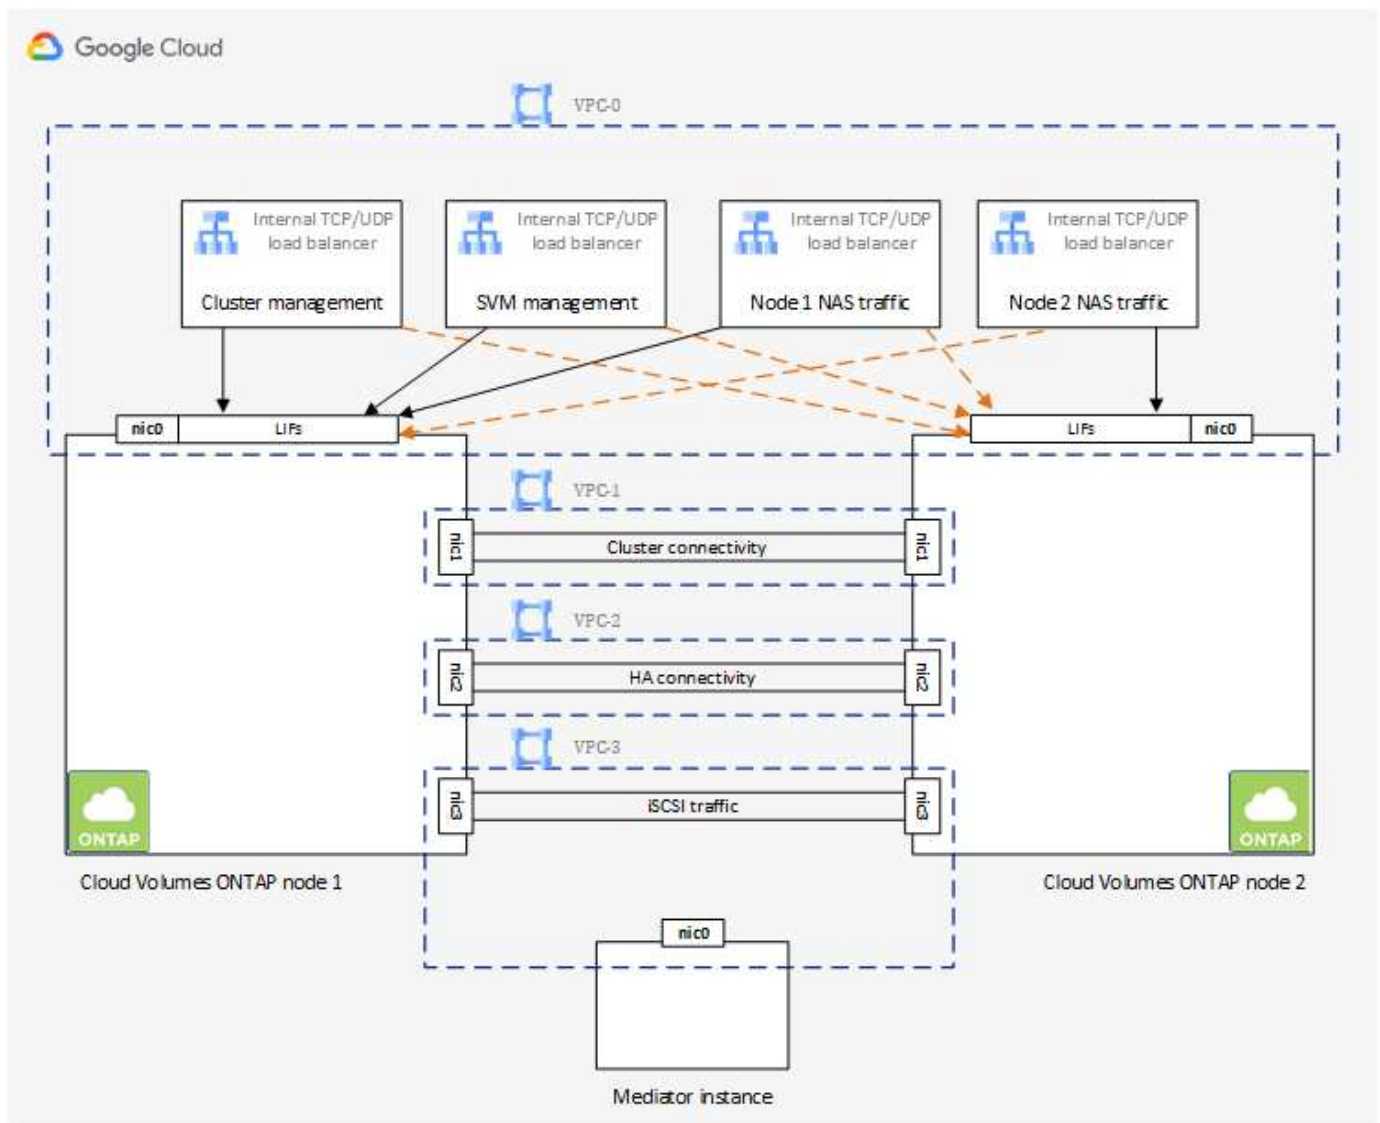 Google Cloud
VPC-0
Internal TCP/UDP
load balancer
Cluster management
Internal TCP/UDP
load balancer
SVM management
Internal TCP/UDP
load balancer
Node 1 NAS traffic
Internal TCP/UDP
load balancer
Node 2 NAS traffic
nic0
LIFs
LIFs
nic0
VPC-1
nic1
Cluster connectivity
nic1
VPC-2
nic2
HA connectivity
nic2
VPC-3
nic3
iSCSI traffic
nic3
ONTAP
ONTAP
Cloud Volumes ONTAP node 1
Cloud Volumes ONTAP node 2
nic0
Mediator instance